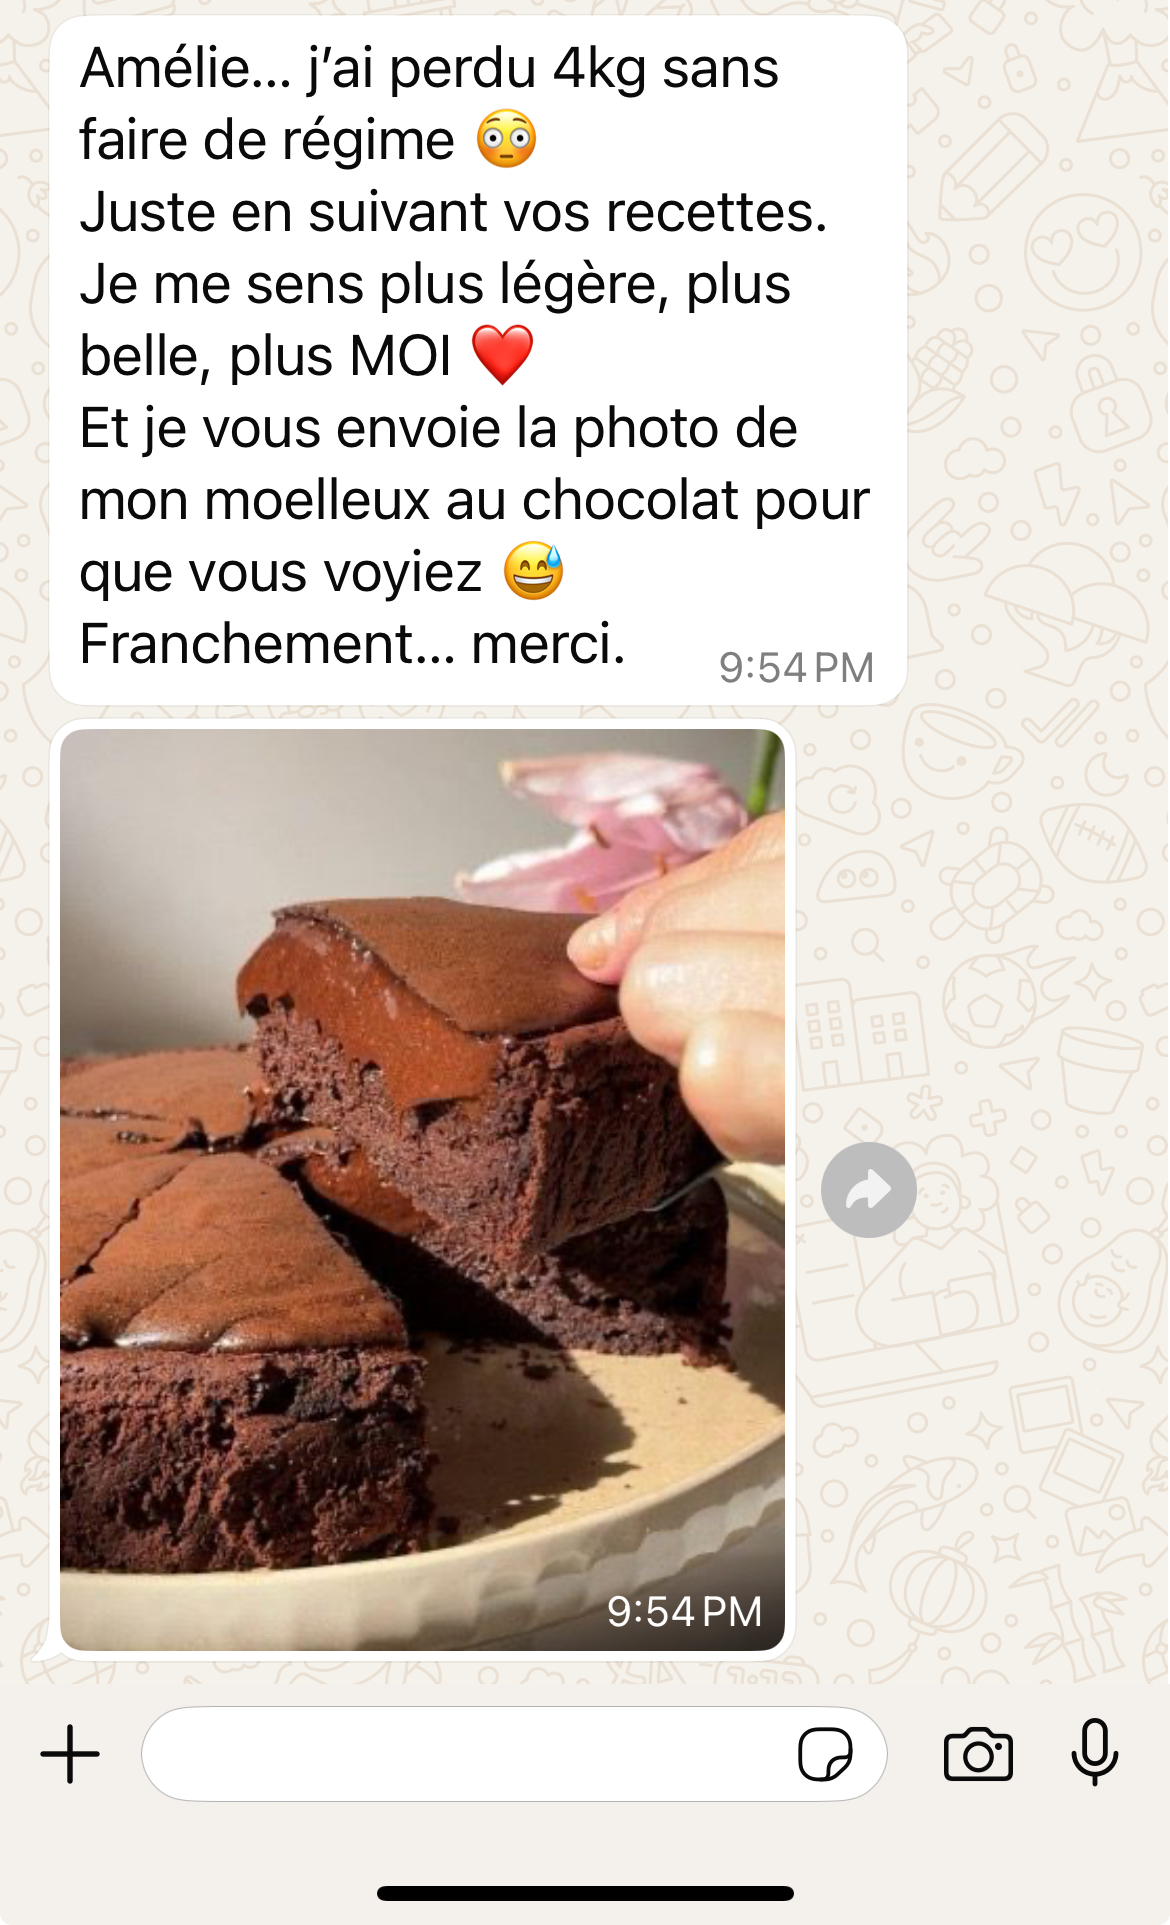 Amélie... j’ai perdu 4kg sans
faire de régime 😳
Juste en suivant vos recettes.
Je me sens plus légère, plus
belle, plus MOI ❤️
Et je vous envoie la photo de
mon moelleux au chocolat pour
que vous voyiez 😅
Franchement... merci.
9:54 PM
9:54 PM